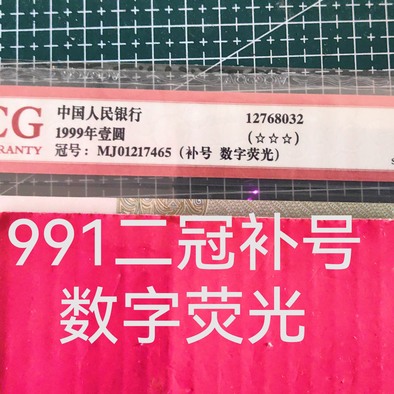 CG
中国人民银行
12768032
1999年壹圆
(☆☆☆)
RANTY
冠号：MJ01217465（补号 数字荧光）
S
991二冠补号
数字荧光